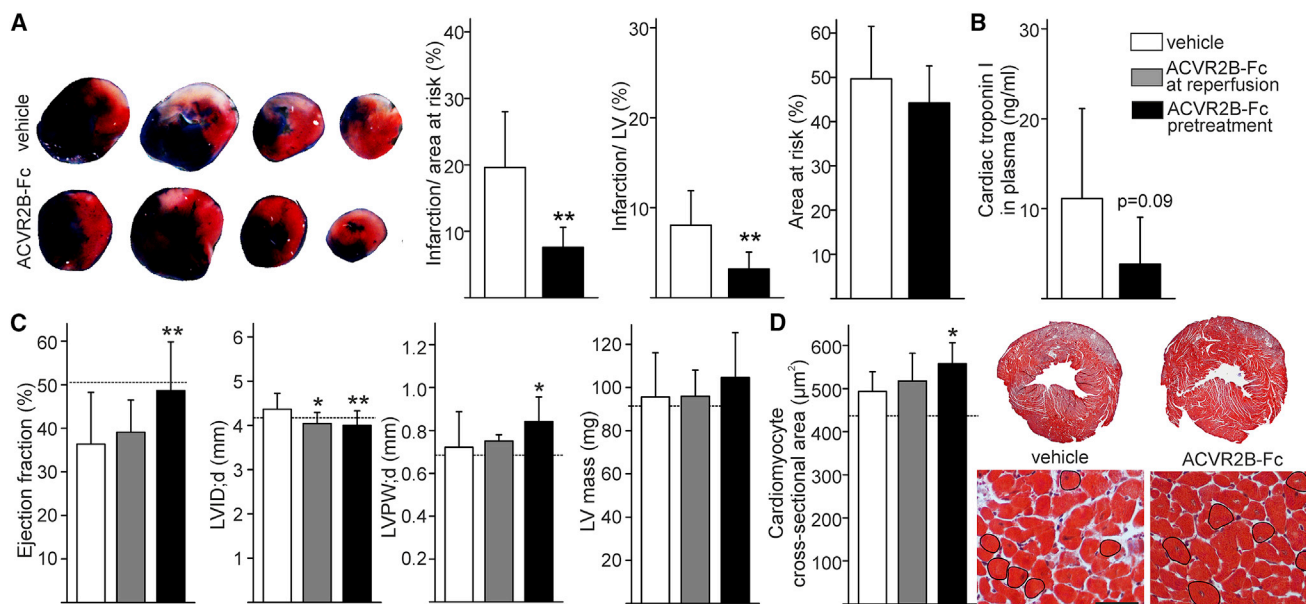 A
vehicle
ACVR2B-Fc
Infarction/ area at risk (%)
40
30
20
10
**
Infarction/ LV (%)
30
20
10
**
Area at risk (%)
60
50
40
30
20
10
B
Cardiac troponin I
in plasma (ng/ml)
30
20
10
p=0.09
vehicle
ACVR2B-Fc
at reperfusion
ACVR2B-Fc
pretreatment
C
Ejection fraction (%)
60
50
40
30
20
10
**
LVID;d (mm)
6
4
2
*
**
LVPW;d (mm)
1.2
1.0
0.8
0.6
0.4
0.2
*
LV mass (mg)
120
100
80
60
40
20
D
Cardiomyocyte
cross-sectional area (µm²)
600
500
400
300
200
100
*
vehicle
ACVR2B-Fc